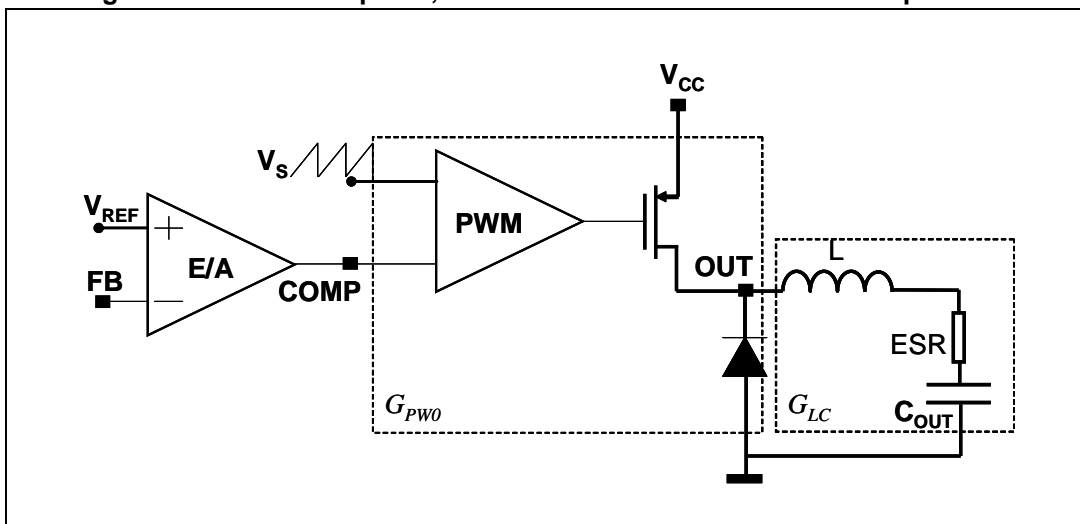 V_CC
V_S
V_REF
PWM
E/A
FB
COMP
OUT
L
ESR
C_OUT
G_PW0
G_LC